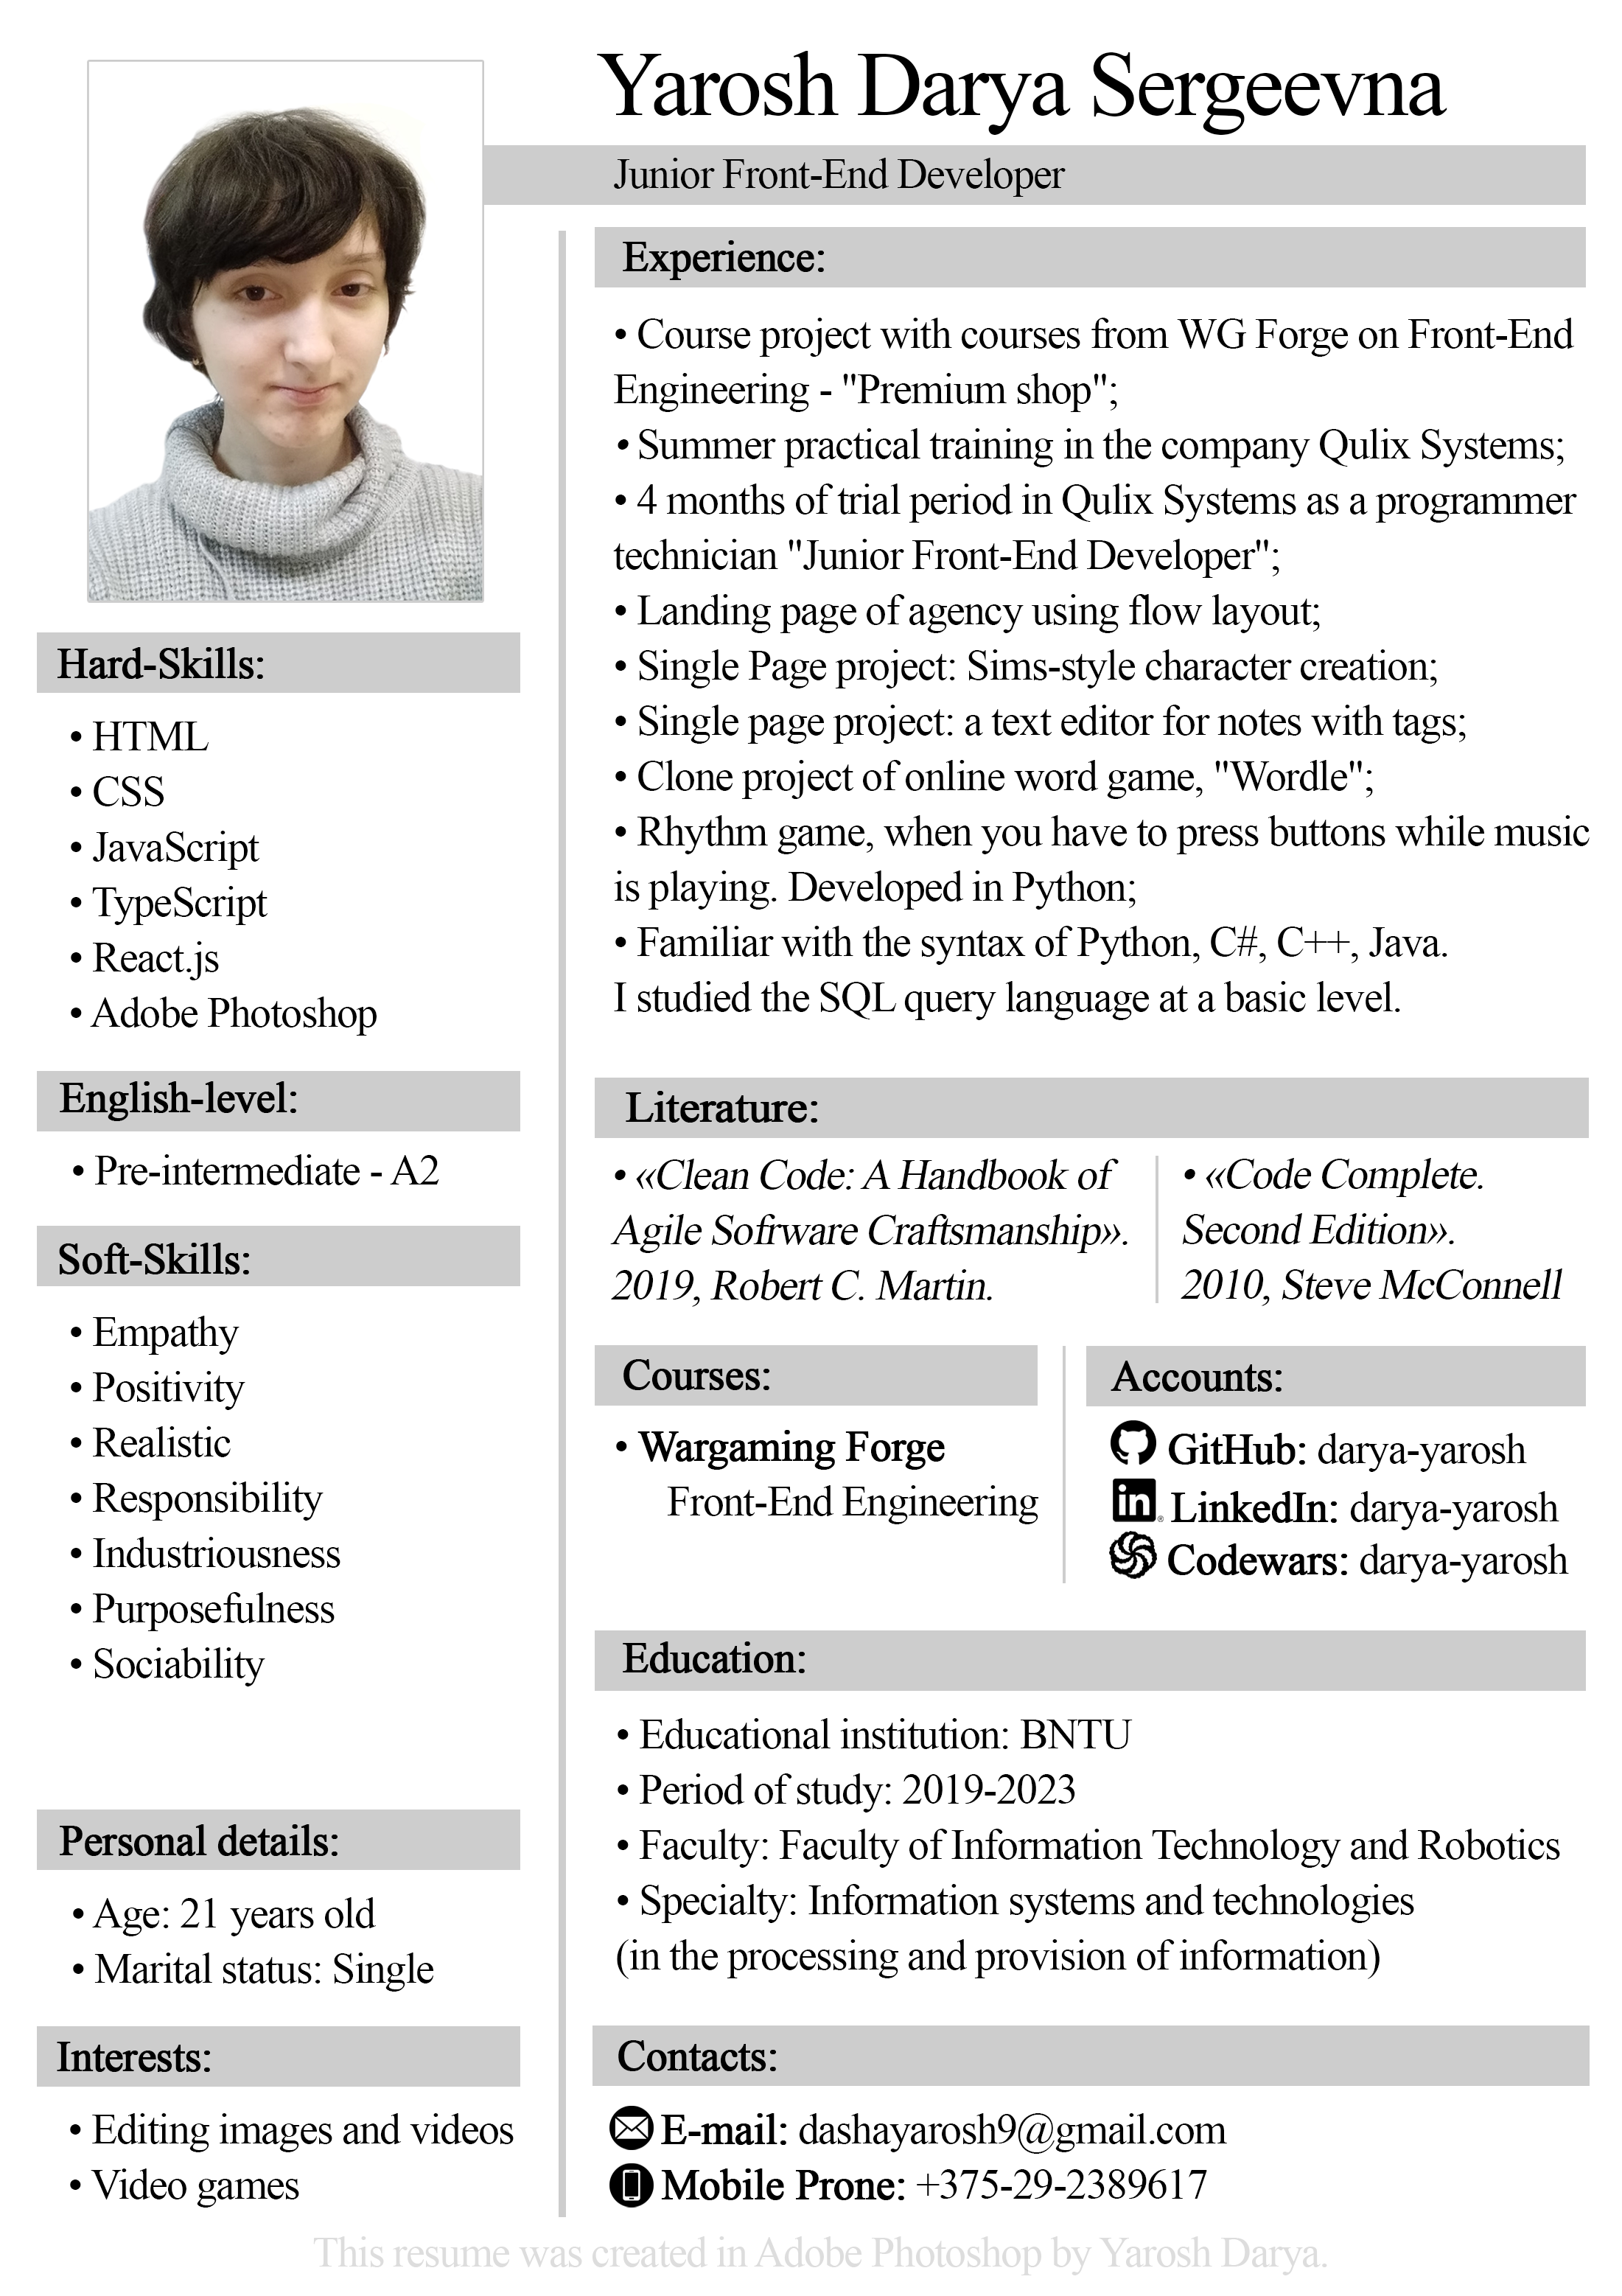 Yarosh Darya Sergeevna
Junior Front-End Developer
Hard-Skills:
• HTML
• CSS
• JavaScript
• TypeScript
• React.js
• Adobe Photoshop
English-level:
• Pre-intermediate - A2
Soft-Skills:
• Empathy
• Positivity
• Realistic
• Responsibility
• Industriousness
• Purposefulness
• Sociability
Personal details:
• Age: 21 years old
• Marital status: Single
Interests:
• Editing images and videos
• Video games
Experience:
• Course project with courses from WG Forge on Front-End
Engineering - "Premium shop";
• Summer practical training in the company Qulix Systems;
• 4 months of trial period in Qulix Systems as a programmer
technician "Junior Front-End Developer";
• Landing page of agency using flow layout;
• Single Page project: Sims-style character creation;
• Single page project: a text editor for notes with tags;
• Clone project of online word game, "Wordle";
• Rhythm game, when you have to press buttons while music
is playing. Developed in Python;
• Familiar with the syntax of Python, C#, C++, Java.
I studied the SQL query language at a basic level.
Literature:
• «Clean Code: A Handbook of
Agile Sofrware Craftsmanship».
2019, Robert C. Martin.
• «Code Complete.
Second Edition».
2010, Steve McConnell
Courses:
• Wargaming Forge
Front-End Engineering
Accounts:
GitHub: darya-yarosh
in® LinkedIn: darya-yarosh
Codewars: darya-yarosh
Education:
• Educational institution: BNTU
• Period of study: 2019-2023
• Faculty: Faculty of Information Technology and Robotics
• Specialty: Information systems and technologies
(in the processing and provision of information)
Contacts:
E-mail: dashayarosh9@gmail.com
Mobile Prone: +375-29-2389617
This resume was created in Adobe Photoshop by Yarosh Darya.